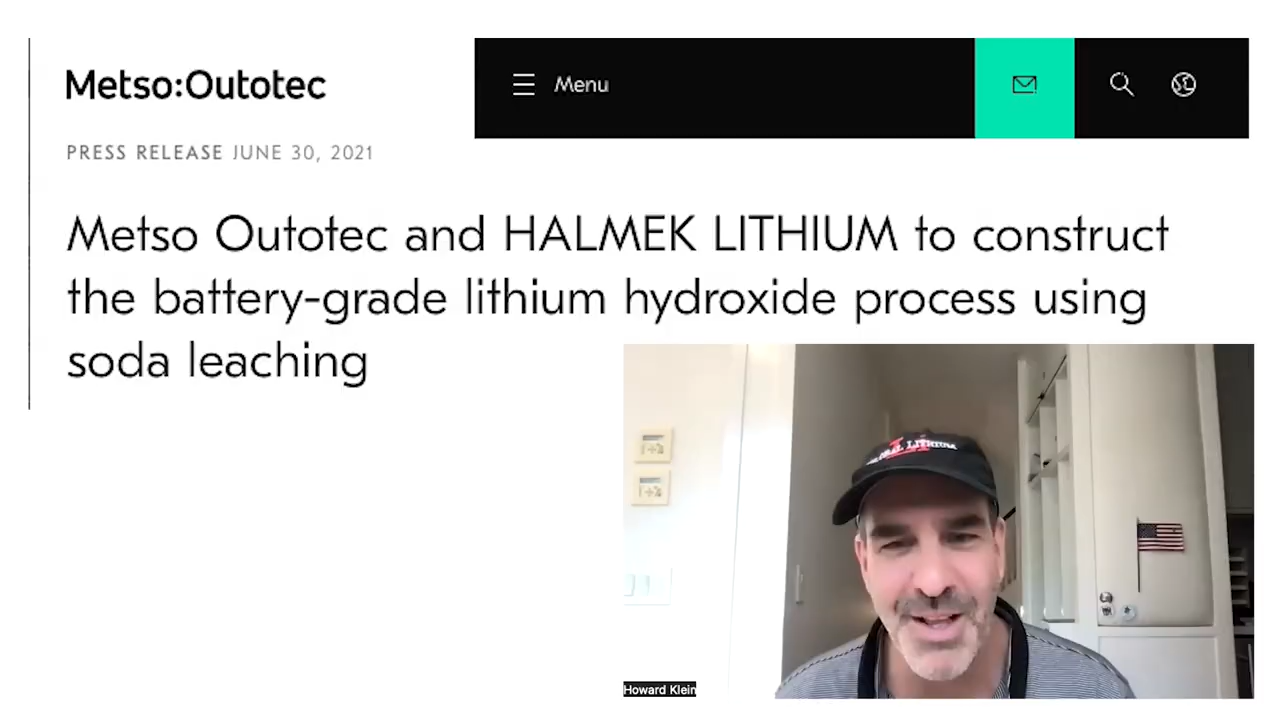 Metso:Outotec
Menu
PRESS RELEASE JUNE 30, 2021
Metso Outotec and HALMEK LITHIUM to construct
the battery-grade lithium hydroxide process using
soda leaching
LITHIUM
Howard Klein